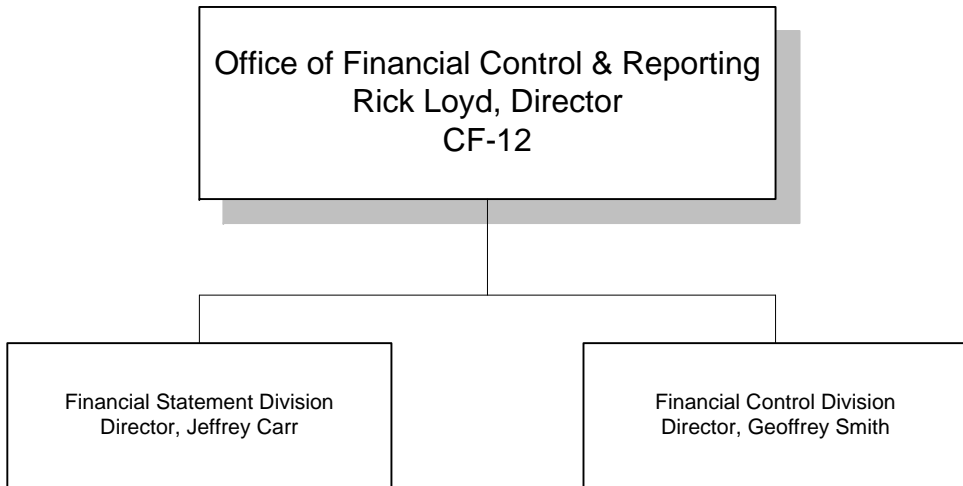 Office of Financial Control & Reporting
Rick Loyd, Director
CF-12
Financial Statement Division
Director, Jeffrey Carr
Financial Control Division
Director, Geoffrey Smith